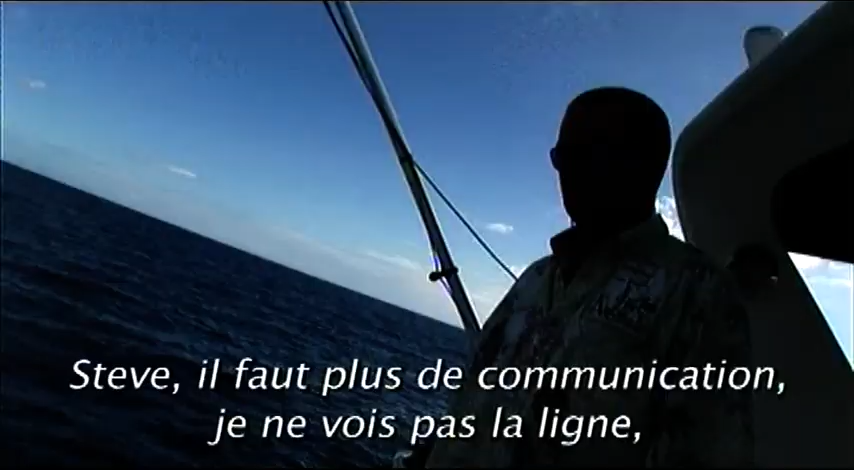 Steve, il faut plus de communication,
je ne vois pas la ligne,